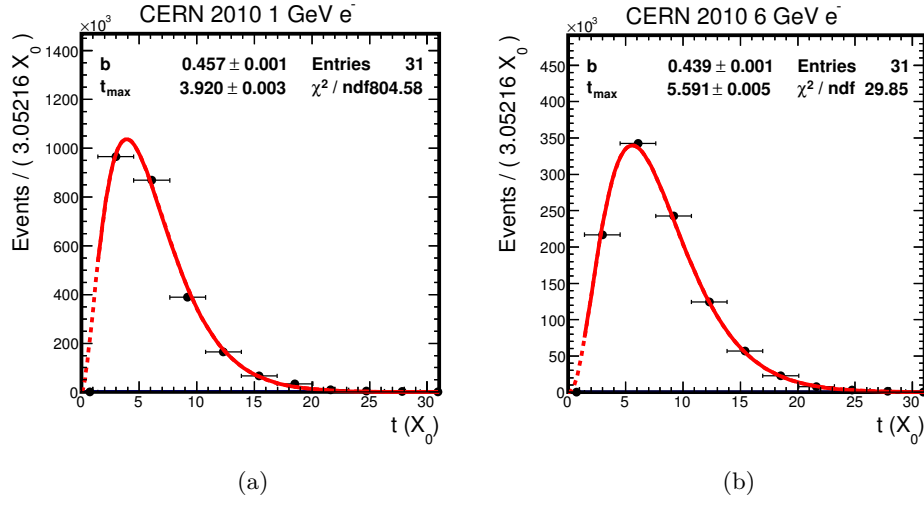 CERN 2010 1 GeV e⁻
×10³
Events / ( 3.05216 X₀ )
b 0.457 ± 0.001 Entries 31
tmax 3.920 ± 0.003 χ² / ndf804.58
1400
1200
1000
800
600
400
200
0
0 5 10 15 20 25 30
t (X₀)
(a)
CERN 2010 6 GeV e⁻
×10³
Events / ( 3.05216 X₀ )
b 0.439 ± 0.001 Entries 31
tmax 5.591 ± 0.005 χ² / ndf 29.85
450
400
350
300
250
200
150
100
50
0
0 5 10 15 20 25 30
t (X₀)
(b)